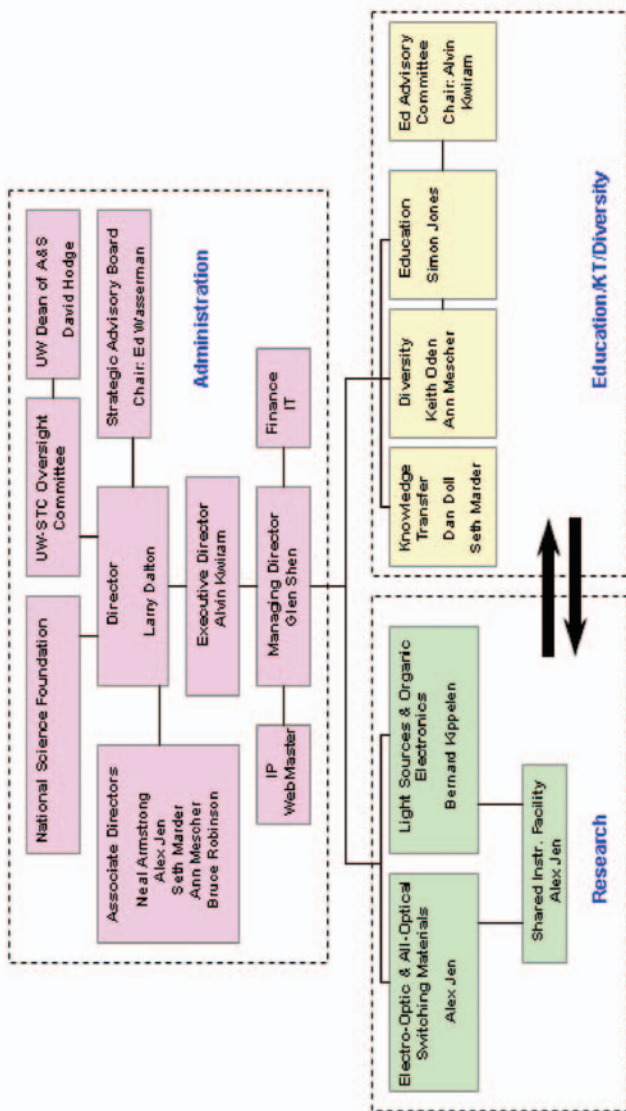 National Science Foundation
UW-STC Oversight
Committee
UW Dean of A&S
David Hodge
Associate Directors
Neal Armstrong
Alex Jen
Seth Marder
Ann Mescher
Bruce Robinson
Director
Larry Dalton
Strategic Advisory Board
Chair: Ed Wasserman
Executive Director
Alvin Kwiram
Administration
IP
WebMaster
Managing Director
Glen Shen
Finance
IT
Electro-Optic & All-Optical
Switching Materials
Alex Jen
Light Sources & Organic
Electronics
Bernard Kippelen
Shared Instr. Facility
Alex Jen
Research
Knowledge
Transfer
Dan Doll
Seth Marder
Diversity
Keith Oden
Ann Mescher
Education
Simon Jones
Ed Advisory
Committee
Chair: Alvin
Kwiram
Education/KT/Diversity